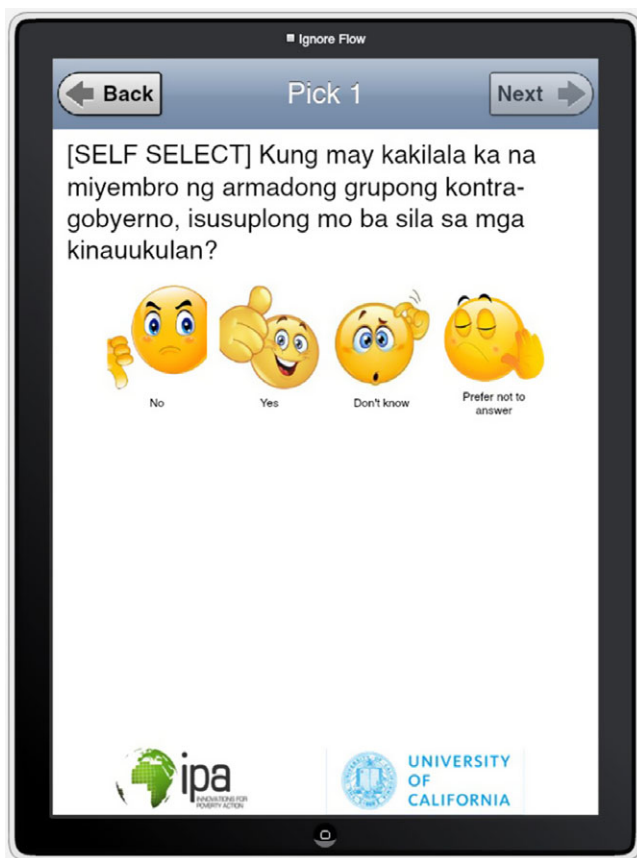 Ignore Flow
Back
Pick 1
Next
[SELF SELECT] Kung may kakilala ka na
miyembro ng armadong grupong kontra-
gobyerno, isusuplong mo ba sila sa mga
kinauukulan?
No
Yes
Don't know
Prefer not to
answer
ipa
INNOVATIONS FOR
POVERTY ACTION
UNIVERSITY
OF
CALIFORNIA